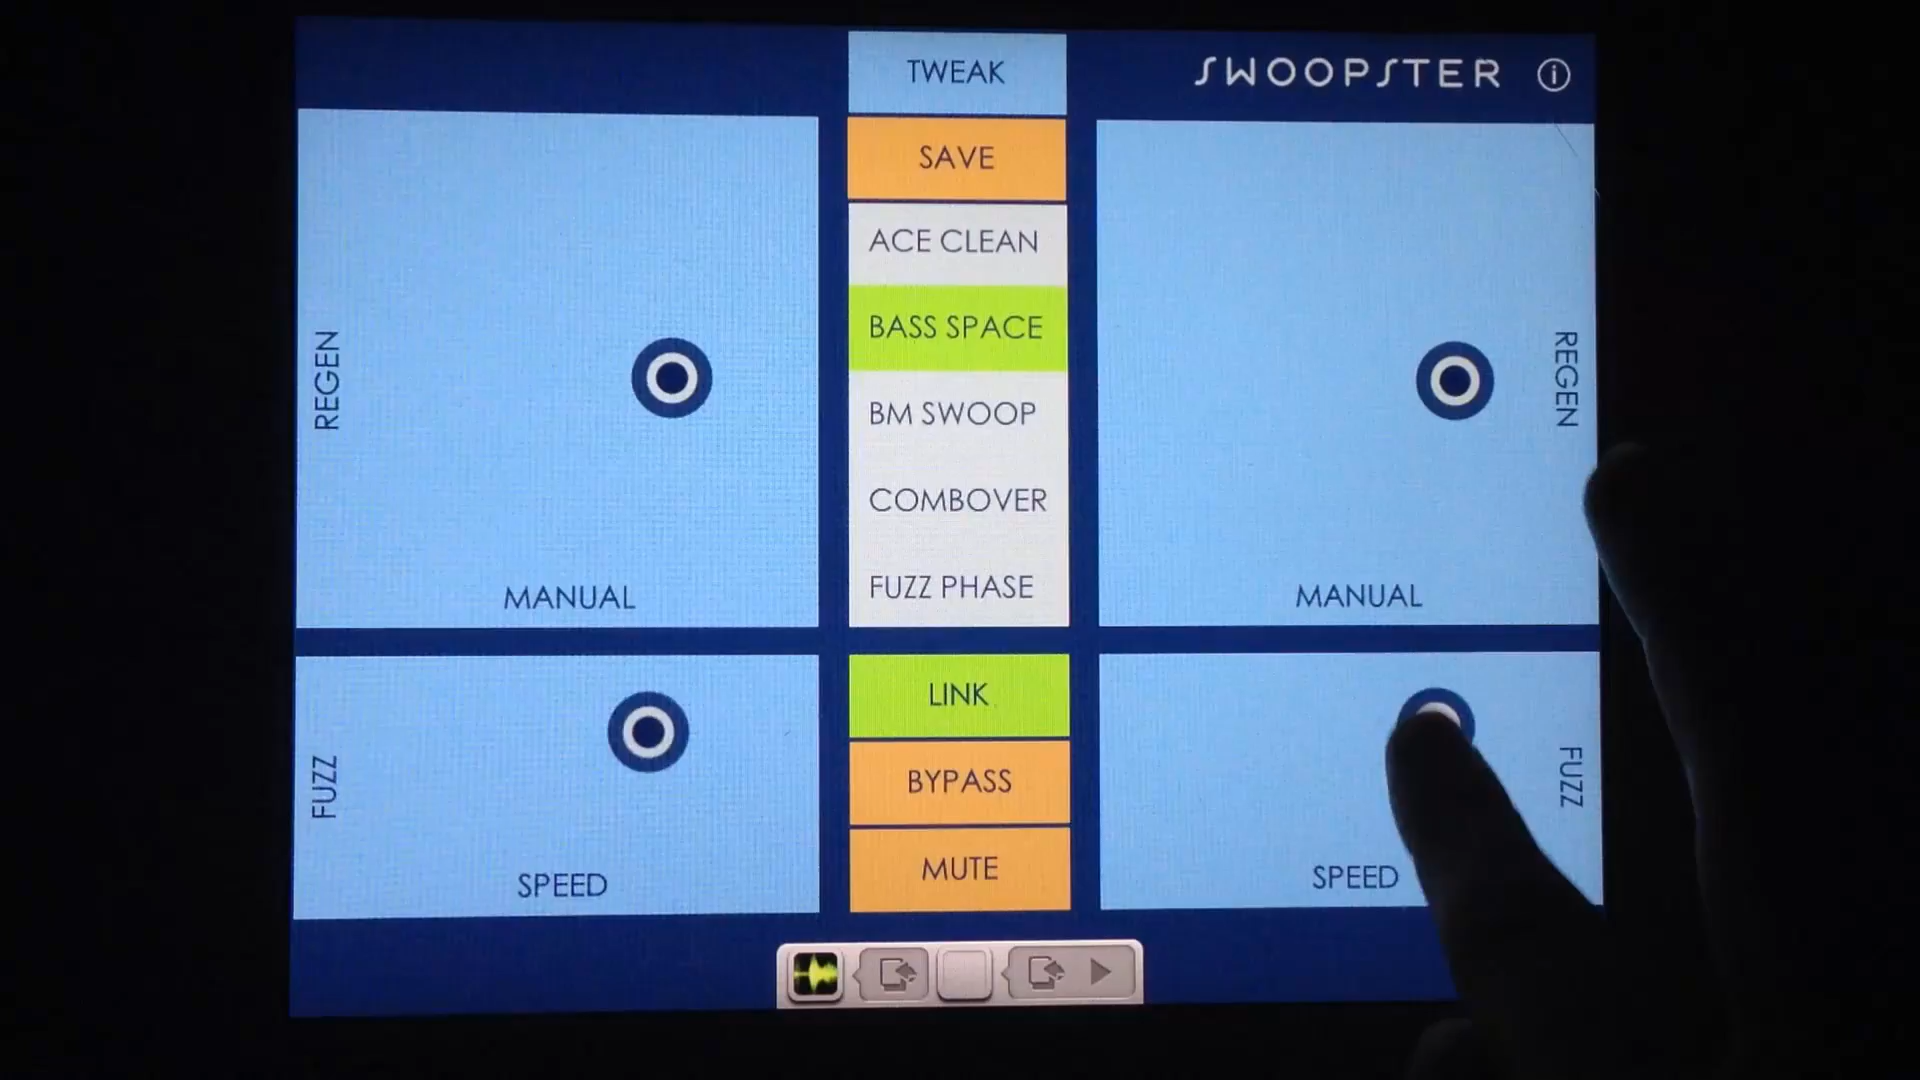 TWEAK
SWOOPSTER
i
SAVE
ACE CLEAN
BASS SPACE
BM SWOOP
COMBOVER
FUZZ PHASE
REGEN
MANUAL
REGEN
MANUAL
LINK
BYPASS
MUTE
FUZZ
SPEED
FUZZ
SPEED